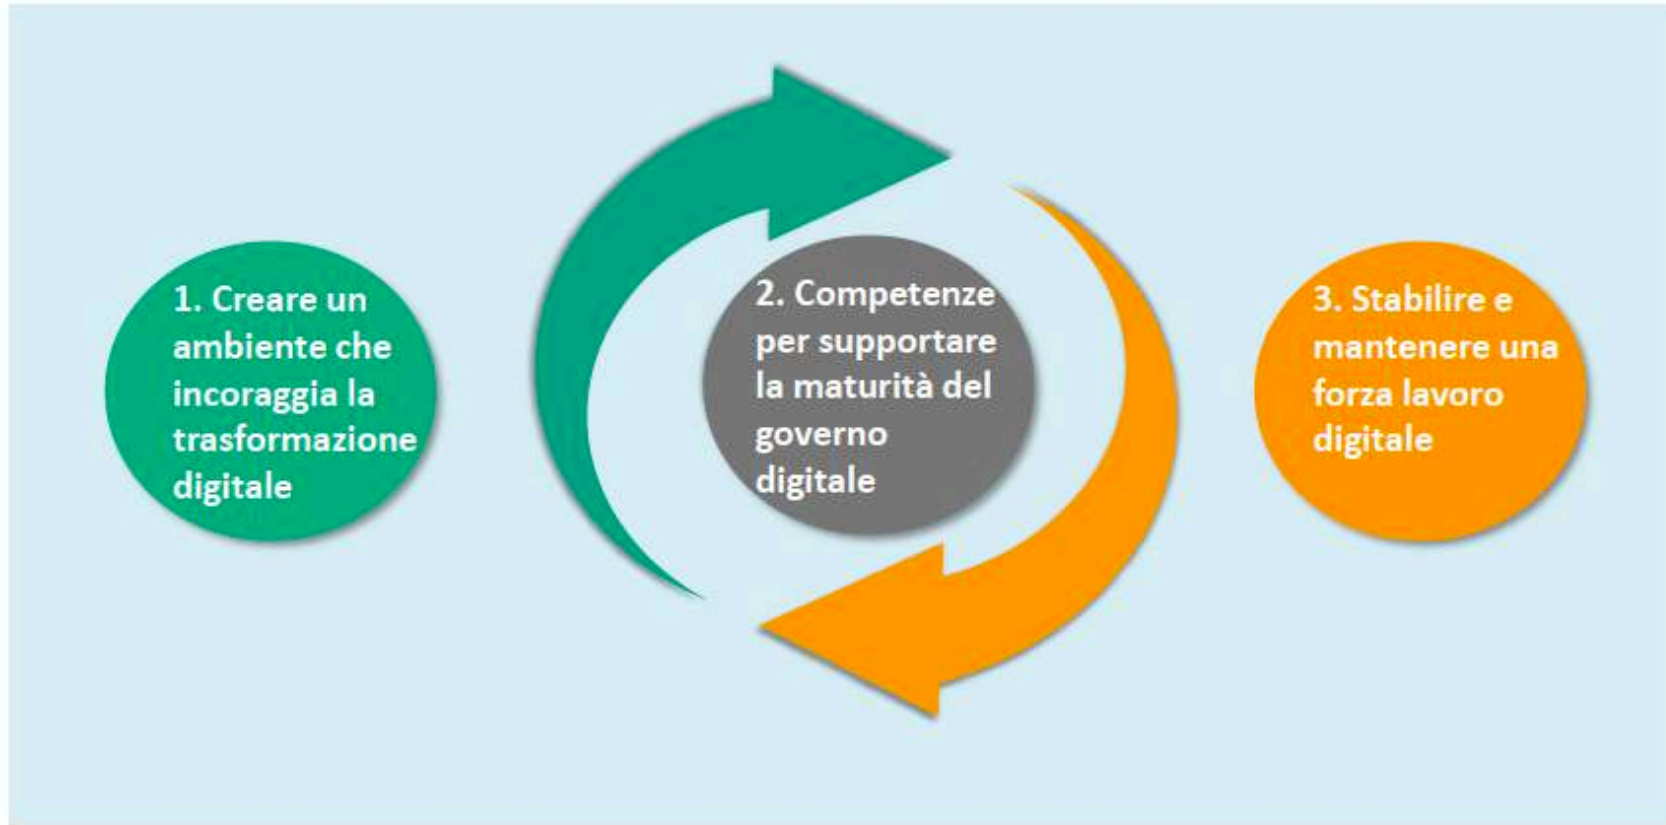 1. Creare un
ambiente che
incoraggia la
trasformazione
digitale
2. Competenze
per supportare
la maturità del
governo
digitale
3. Stabilire e
mantenere una
forza lavoro
digitale